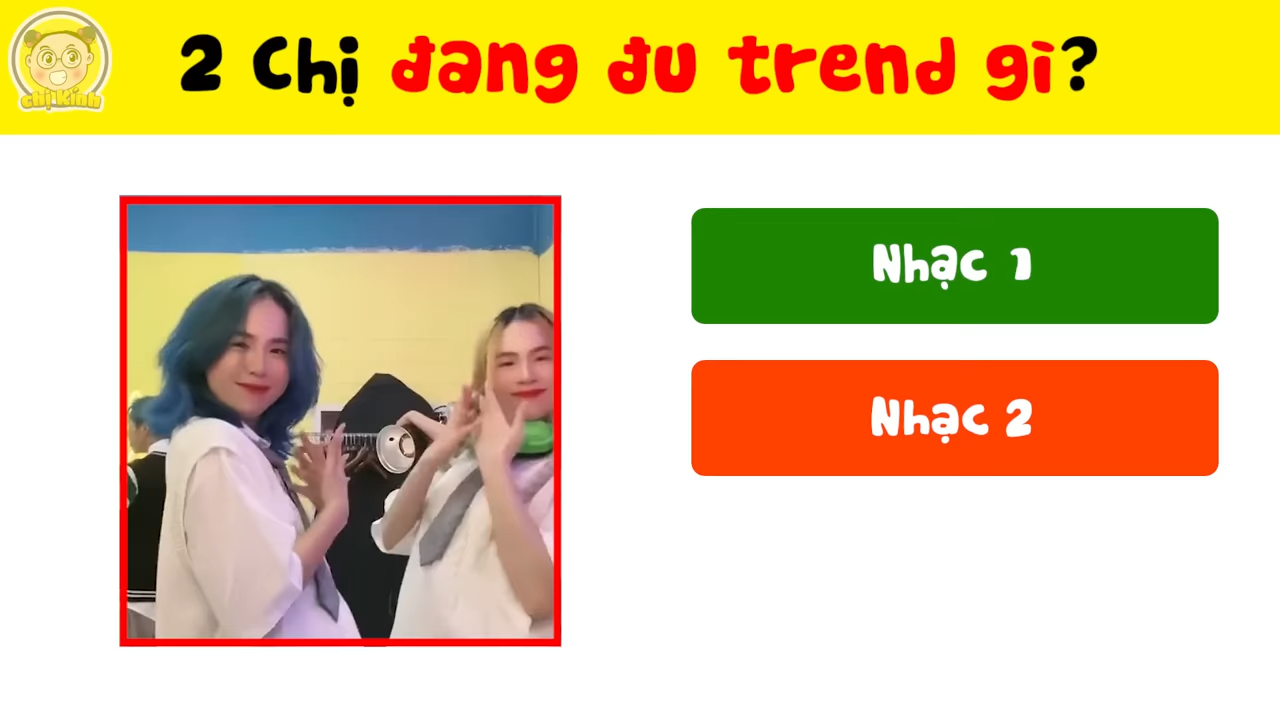 2 Chị đang đu trend gì?
chị Kính
Nhạc 1
Nhạc 2